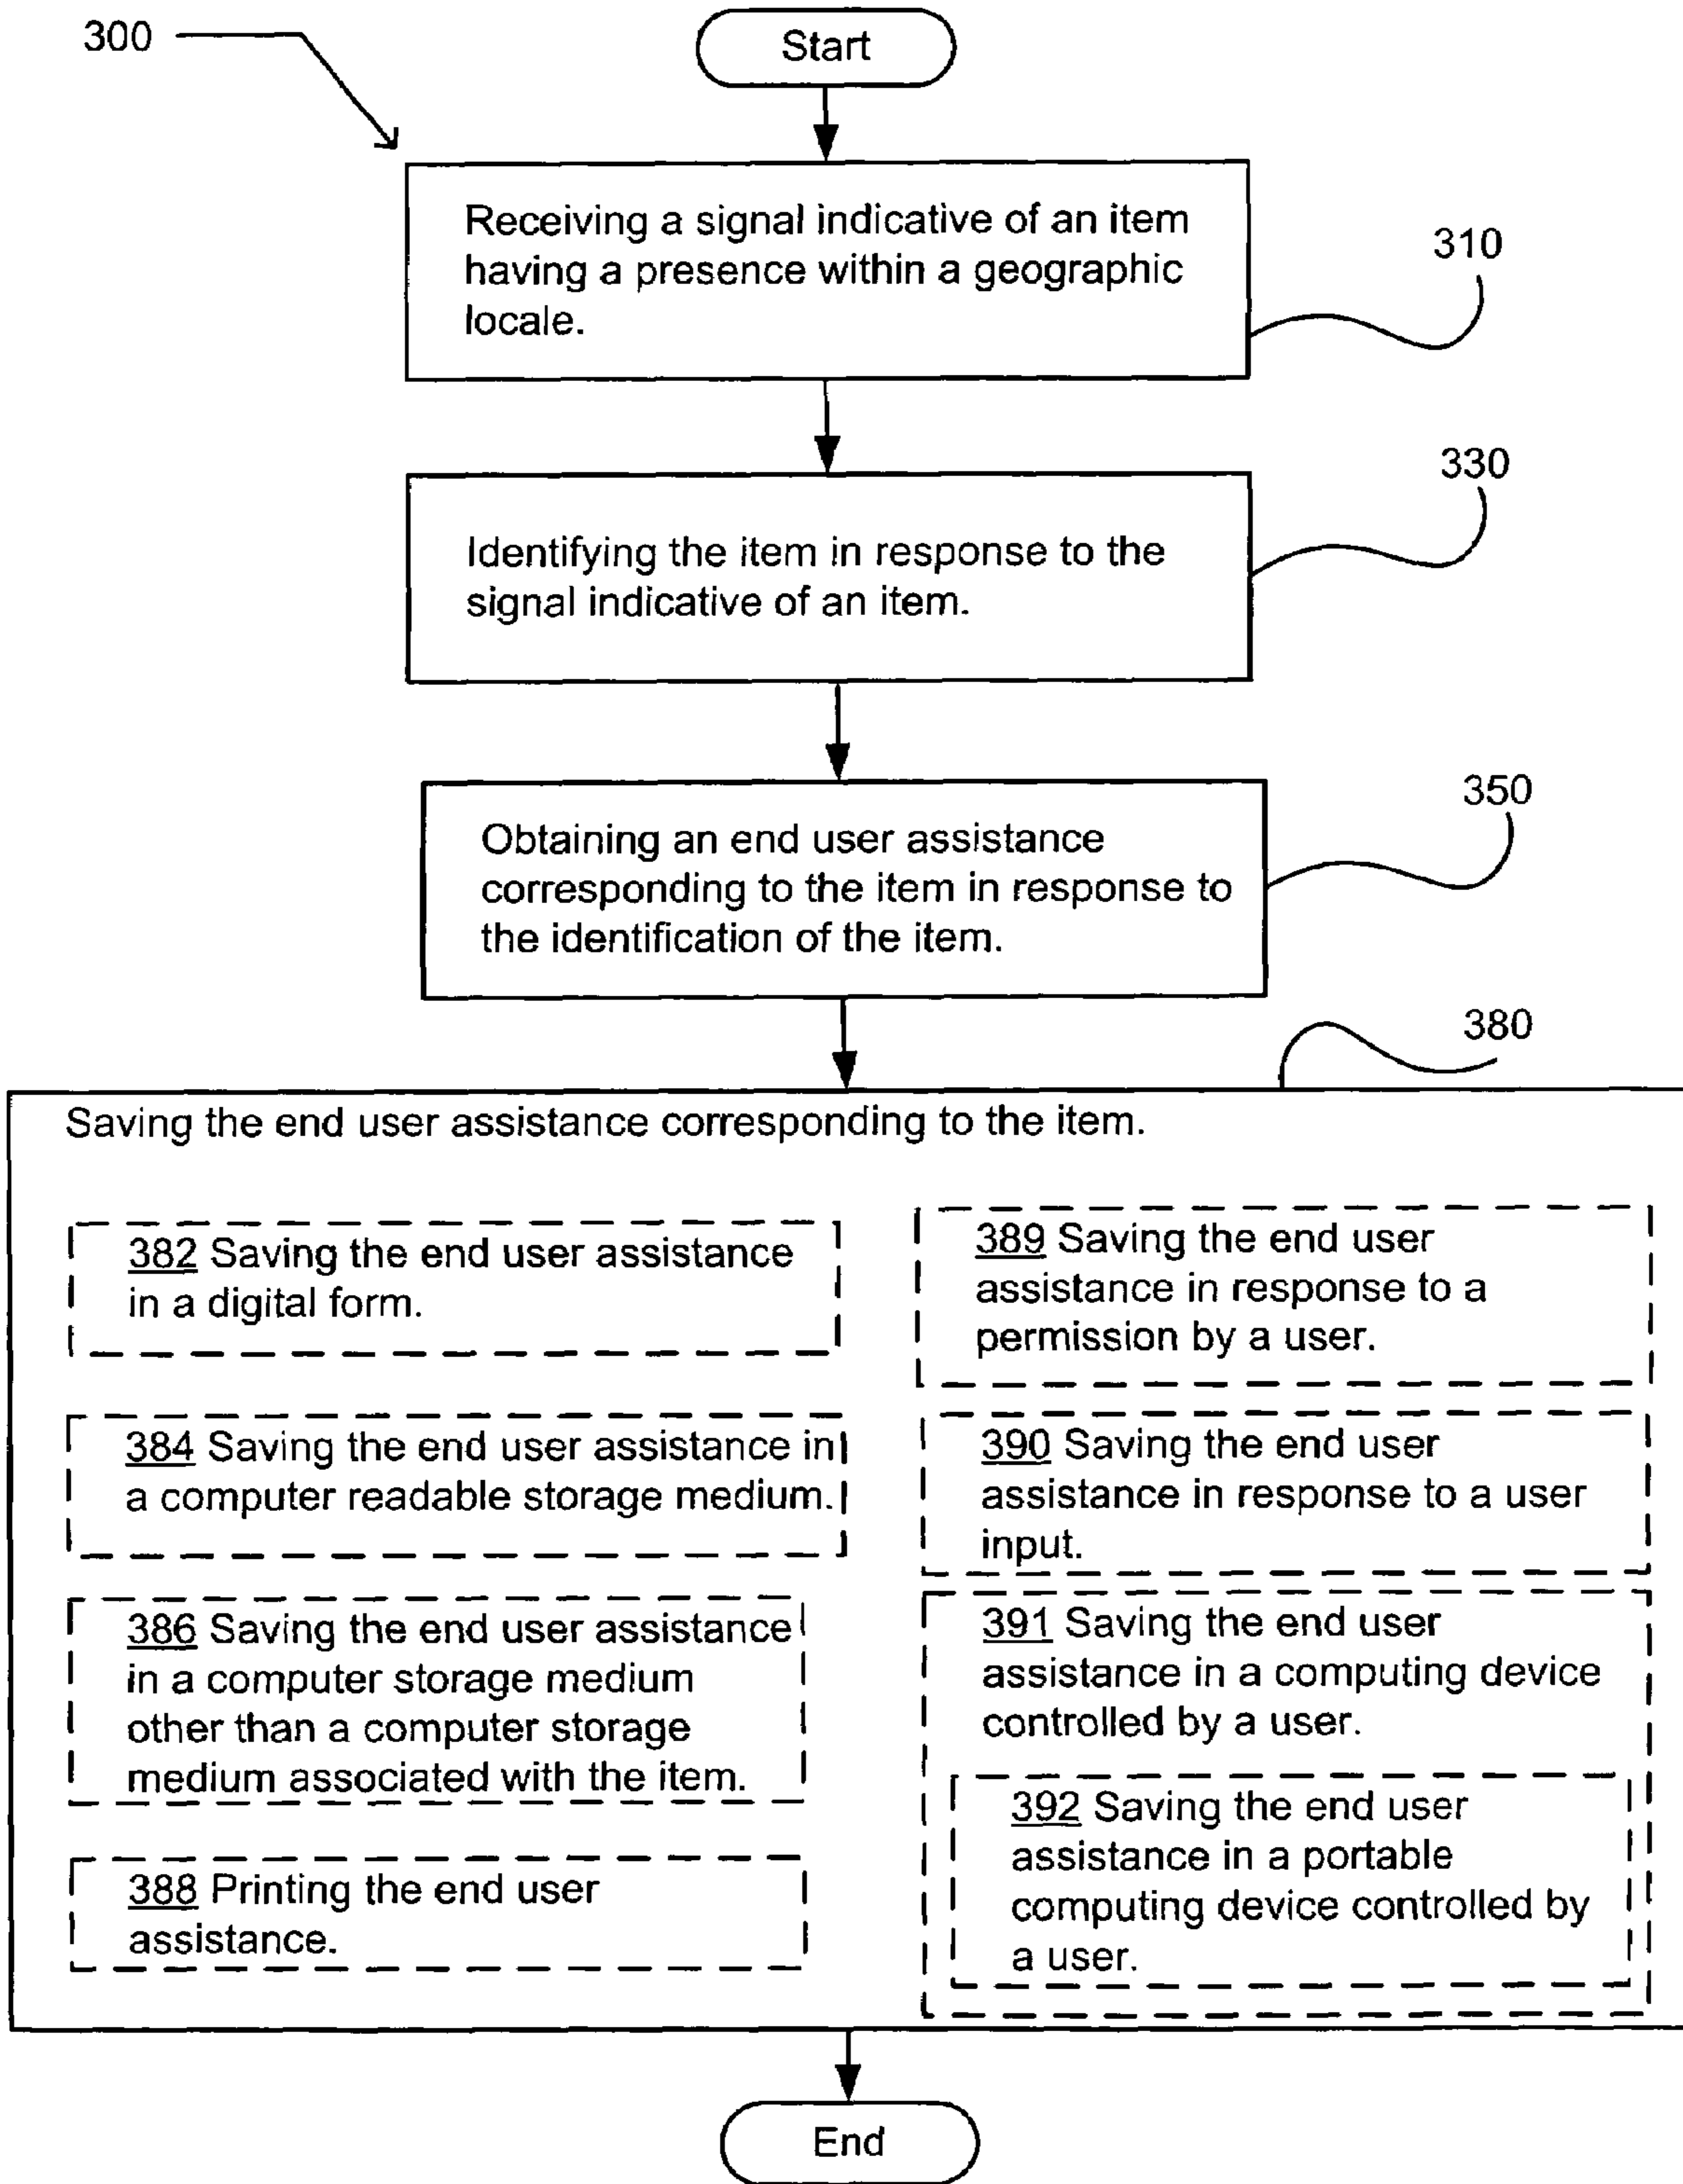 300
Start
Receiving a signal indicative of an item
having a presence within a geographic
locale.
310
Identifying the item in response to the
signal indicative of an item.
330
Obtaining an end user assistance
corresponding to the item in response to
the identification of the item.
350
380
Saving the end user assistance corresponding to the item.
382 Saving the end user assistance
in a digital form.
384 Saving the end user assistance in
a computer readable storage medium.
386 Saving the end user assistance
in a computer storage medium
other than a computer storage
medium associated with the item.
388 Printing the end user
assistance.
389 Saving the end user
assistance in response to a
permission by a user.
390 Saving the end user
assistance in response to a user
input.
391 Saving the end user
assistance in a computing device
controlled by a user.
392 Saving the end user
assistance in a portable
computing device controlled by
a user.
End